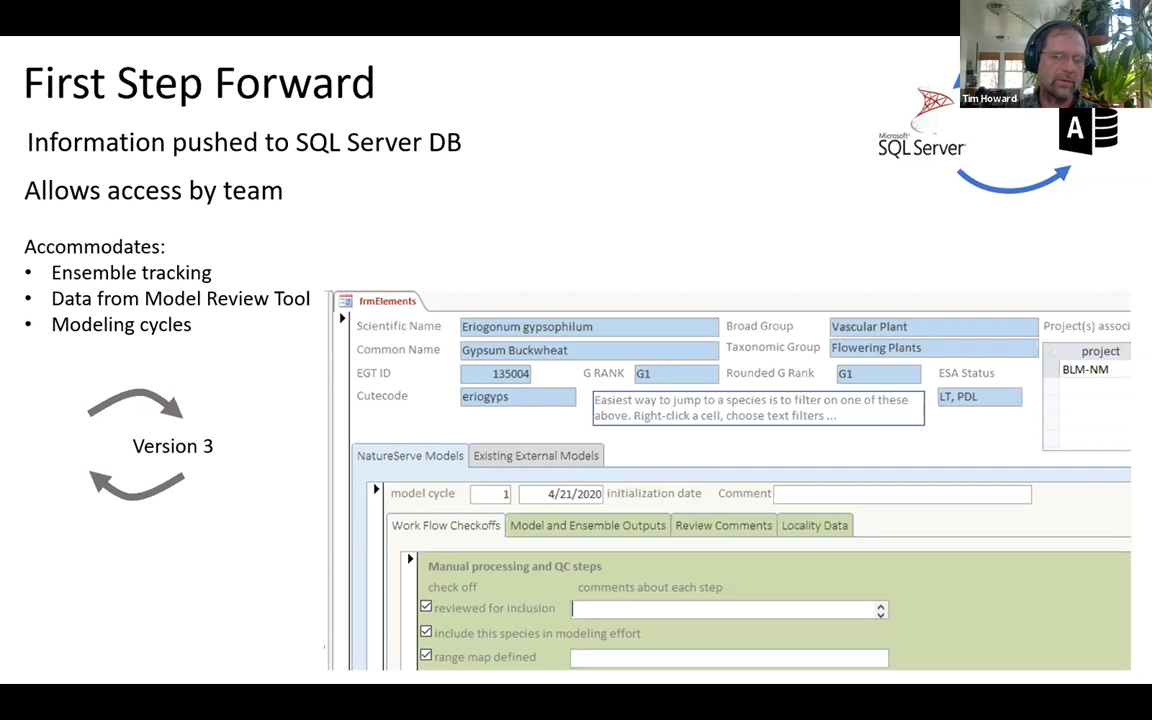 First Step Forward
Information pushed to SQL Server DB
Allows access by team
Accommodates:
• Ensemble tracking
• Data from Model Review Tool
• Modeling cycles
Version 3
Tim Howard
Microsoft
SQL Server
A
frmElements
Scientific Name Eriogonum gypsophilum Broad Group Vascular Plant Project(s) associ
Common Name Gypsum Buckwheat Taxonomic Group Flowering Plants
project
EGT ID 135004 G RANK G1 Rounded G Rank G1 ESA Status BLM-NM
Cutecode eriogyps Easiest way to jump to a species is to filter on one of these LT, PDL
above. Right-click a cell, choose text filters ...
NatureServe Models Existing External Models
model cycle 1 4/21/2020 initialization date Comment
Work Flow Checkoffs Model and Ensemble Outputs Review Comments Locality Data
Manual processing and QC steps
check off comments about each step
reviewed for inclusion
include this species in modeling effort
range map defined